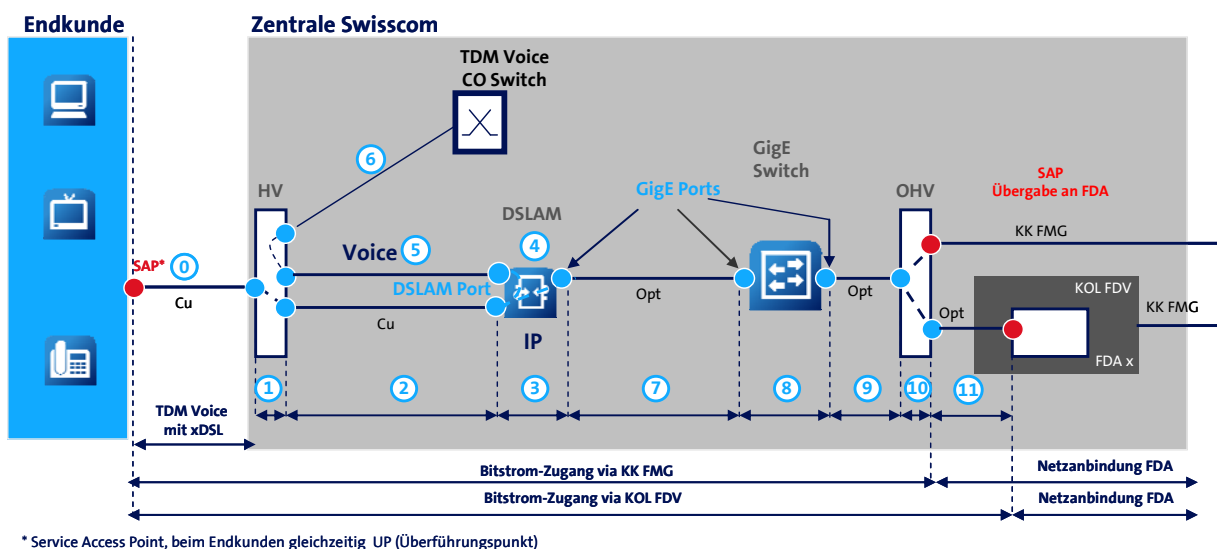 Endkunde
Zentrale Swisscom
TDM Voice
CO Switch
6
HV
GigE
Switch
SAP
Übergabe an FDA
GigE Ports
OHV
DSLAM
KK FMG
Voice 5
4
SAP* 0
DSLAM Port
Cu
Cu
IP
Opt
Opt
Opt
KOL FDV
KK FMG
FDA x
1
2
3
7
8
9
10
11
TDM Voice
mit xDSL
Bitstrom-Zugang via KK FMG
Netzanbindung FDA
Bitstrom-Zugang via KOL FDV
Netzanbindung FDA
* Service Access Point, beim Endkunden gleichzeitig UP (Überführungspunkt)